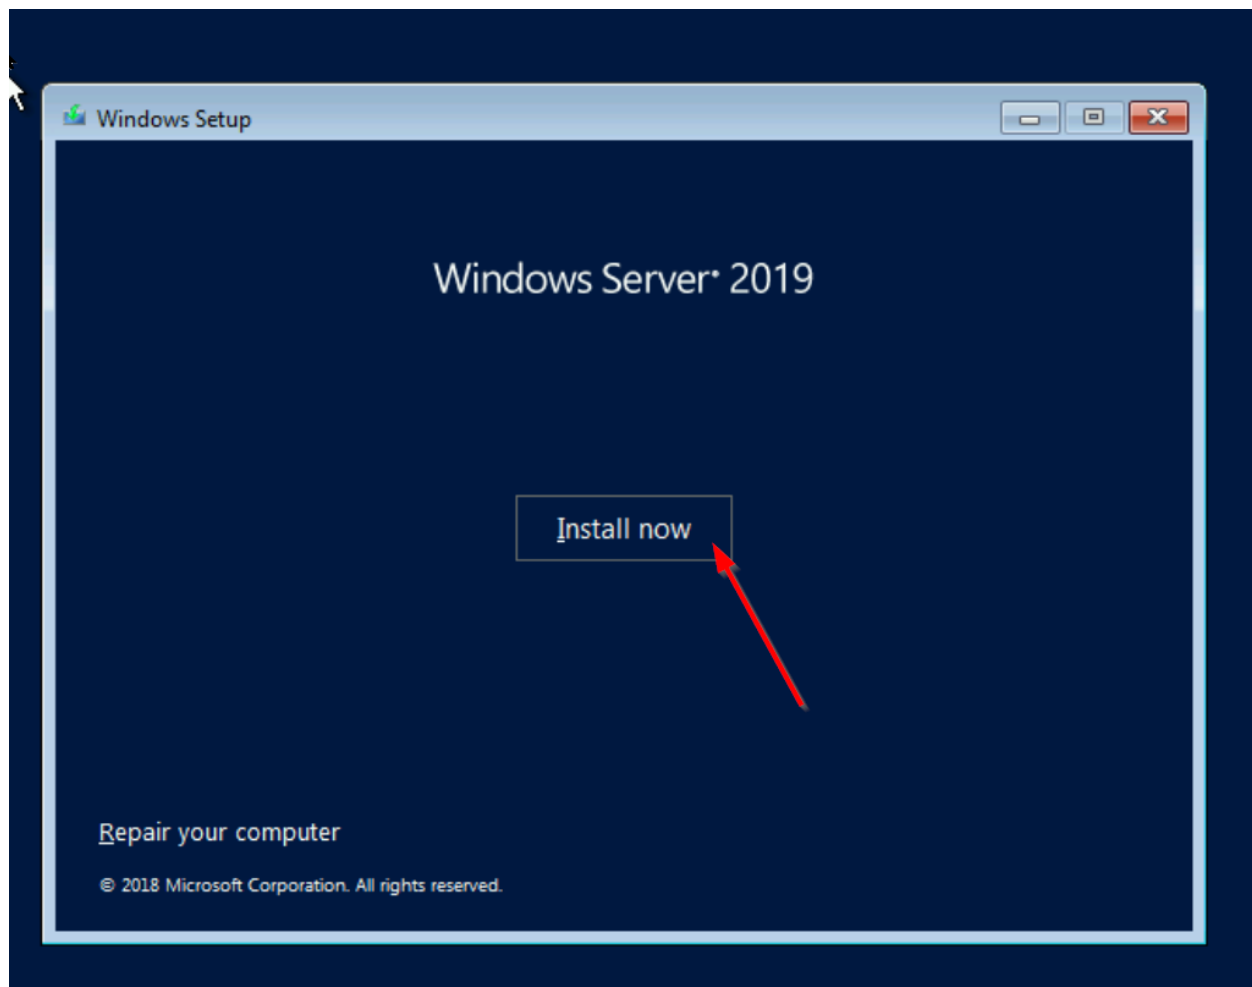 Windows Setup
Windows Server® 2019
Install now
Repair your computer
© 2018 Microsoft Corporation. All rights reserved.